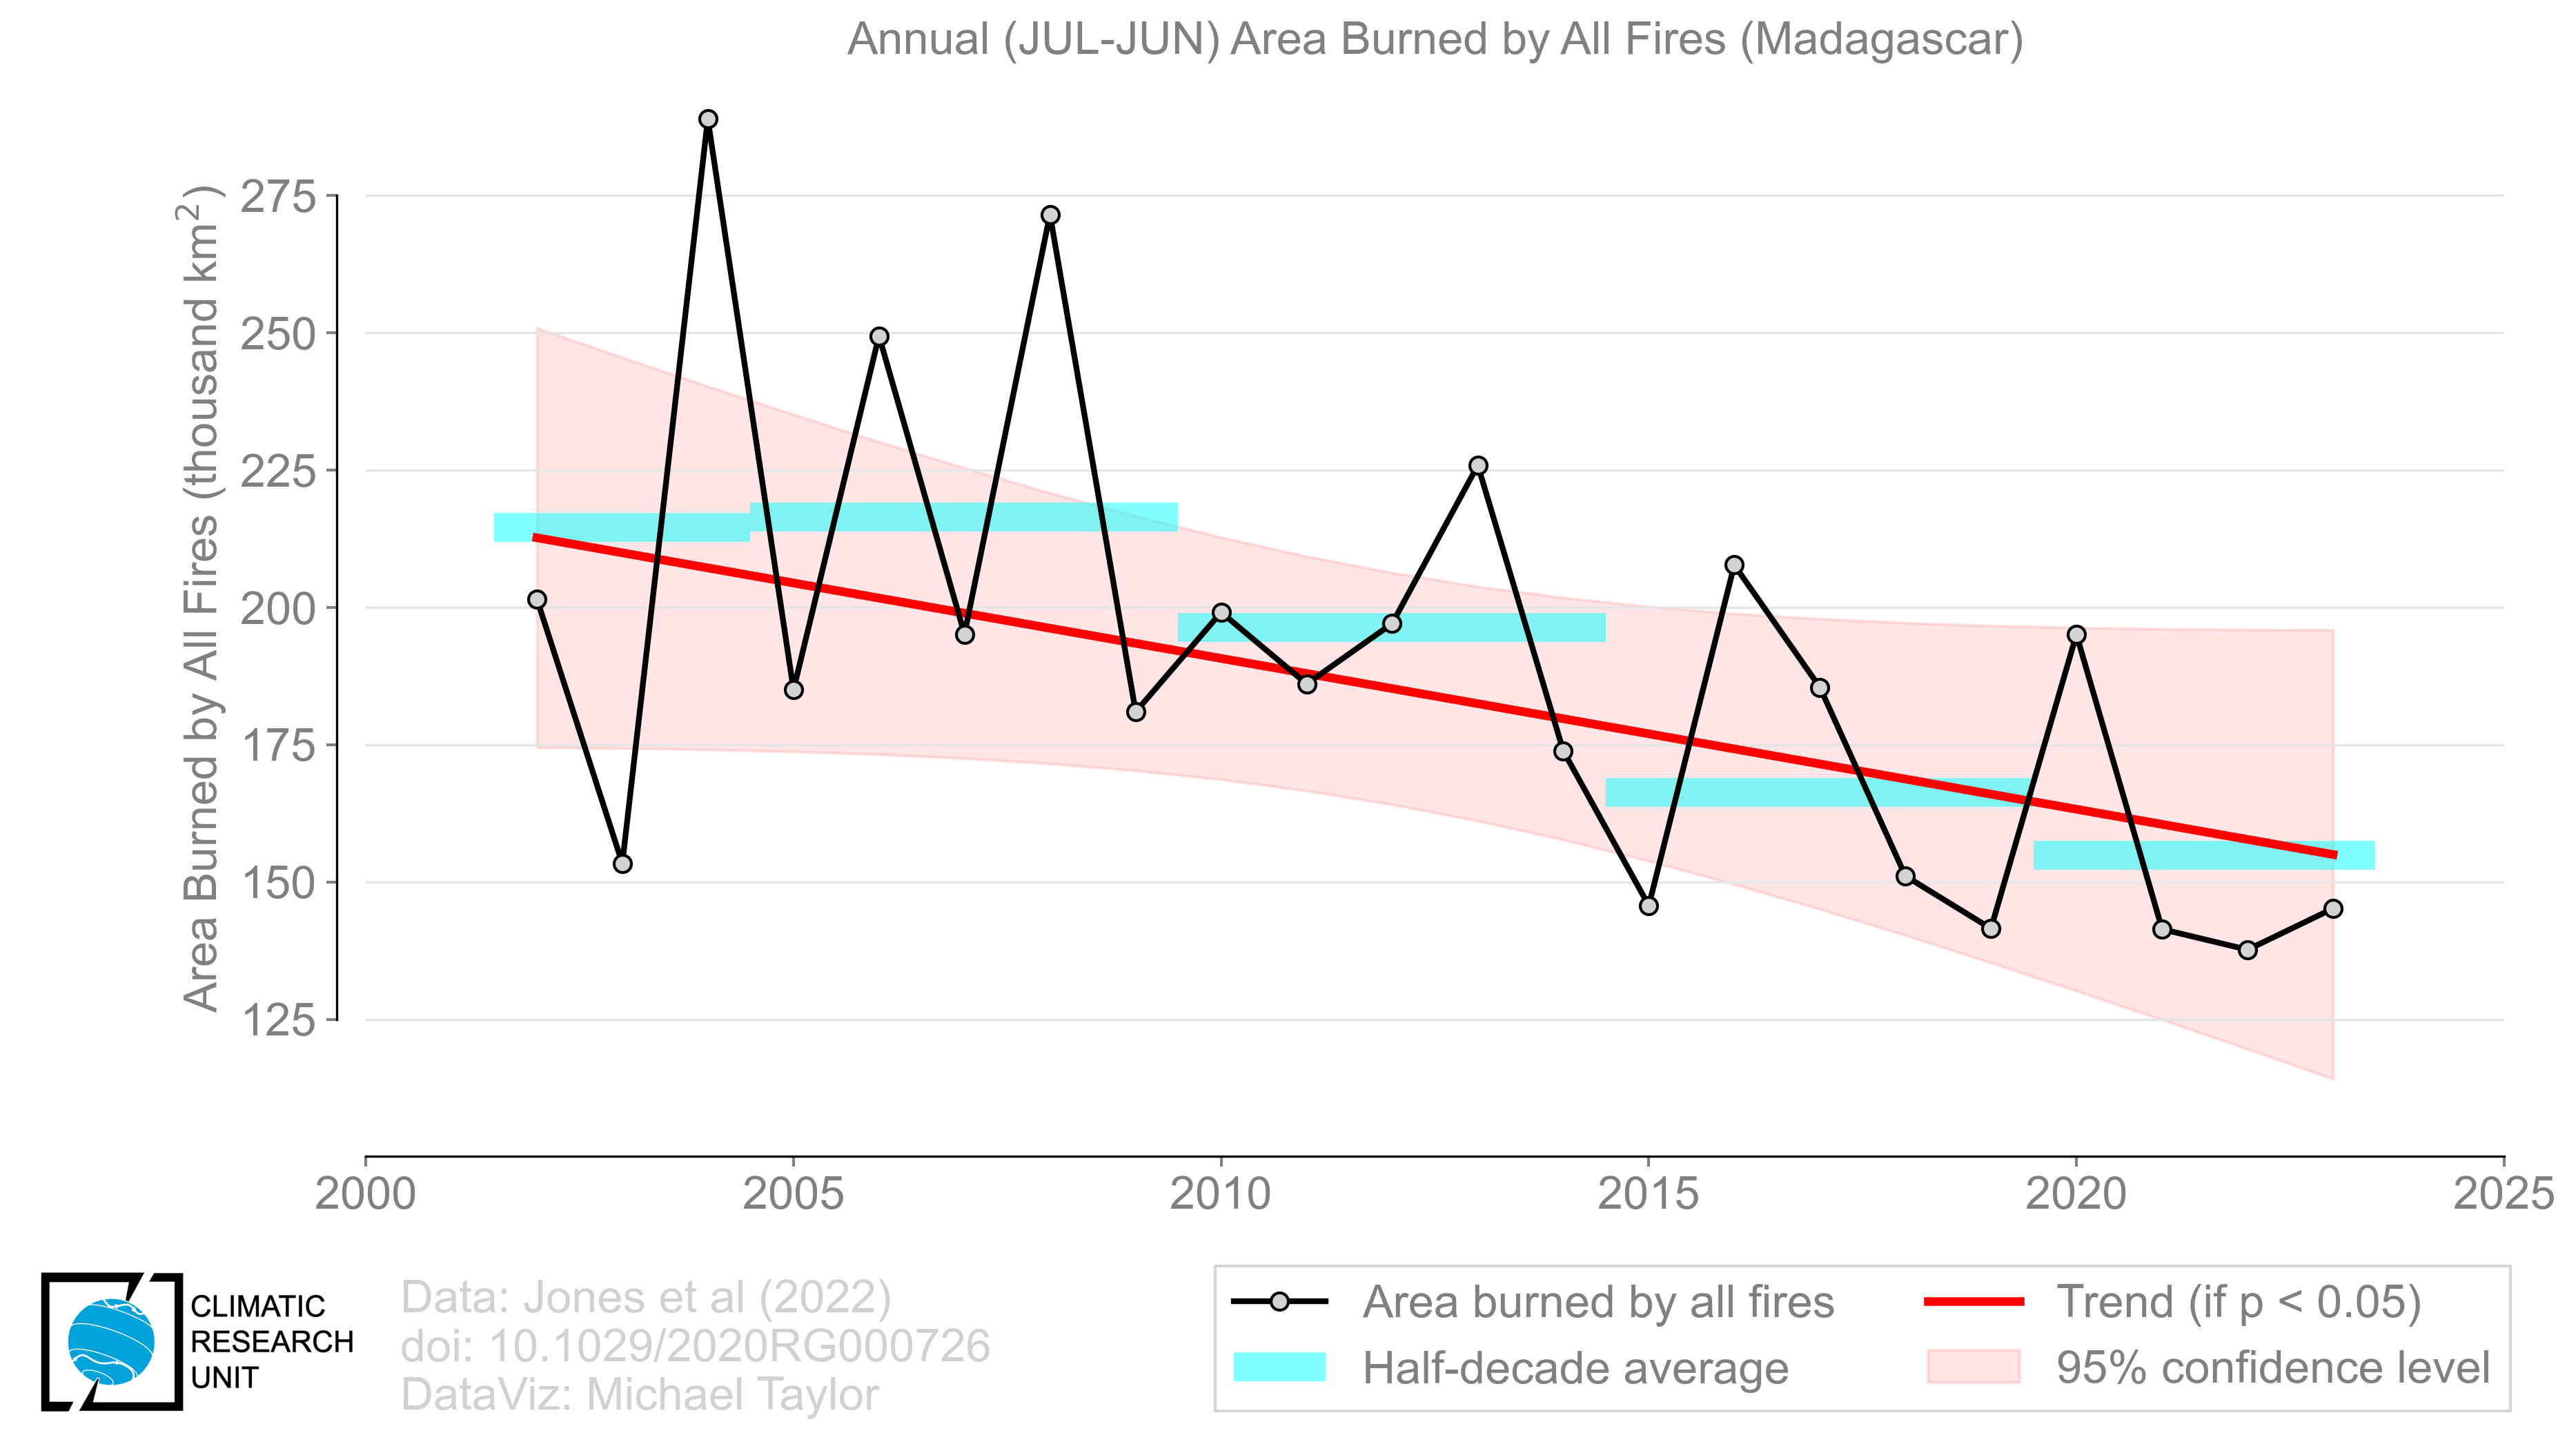 Annual (JUL-JUN) Area Burned by All Fires (Madagascar)
Area Burned by All Fires (thousand km²)
275
250
225
200
175
150
125
2000 2005 2010 2015 2020 2025
CLIMATIC
RESEARCH
UNIT
Data: Jones et al (2022)
doi: 10.1029/2020RG000726
DataViz: Michael Taylor
Area burned by all fires
Half-decade average
Trend (if p < 0.05)
95% confidence level